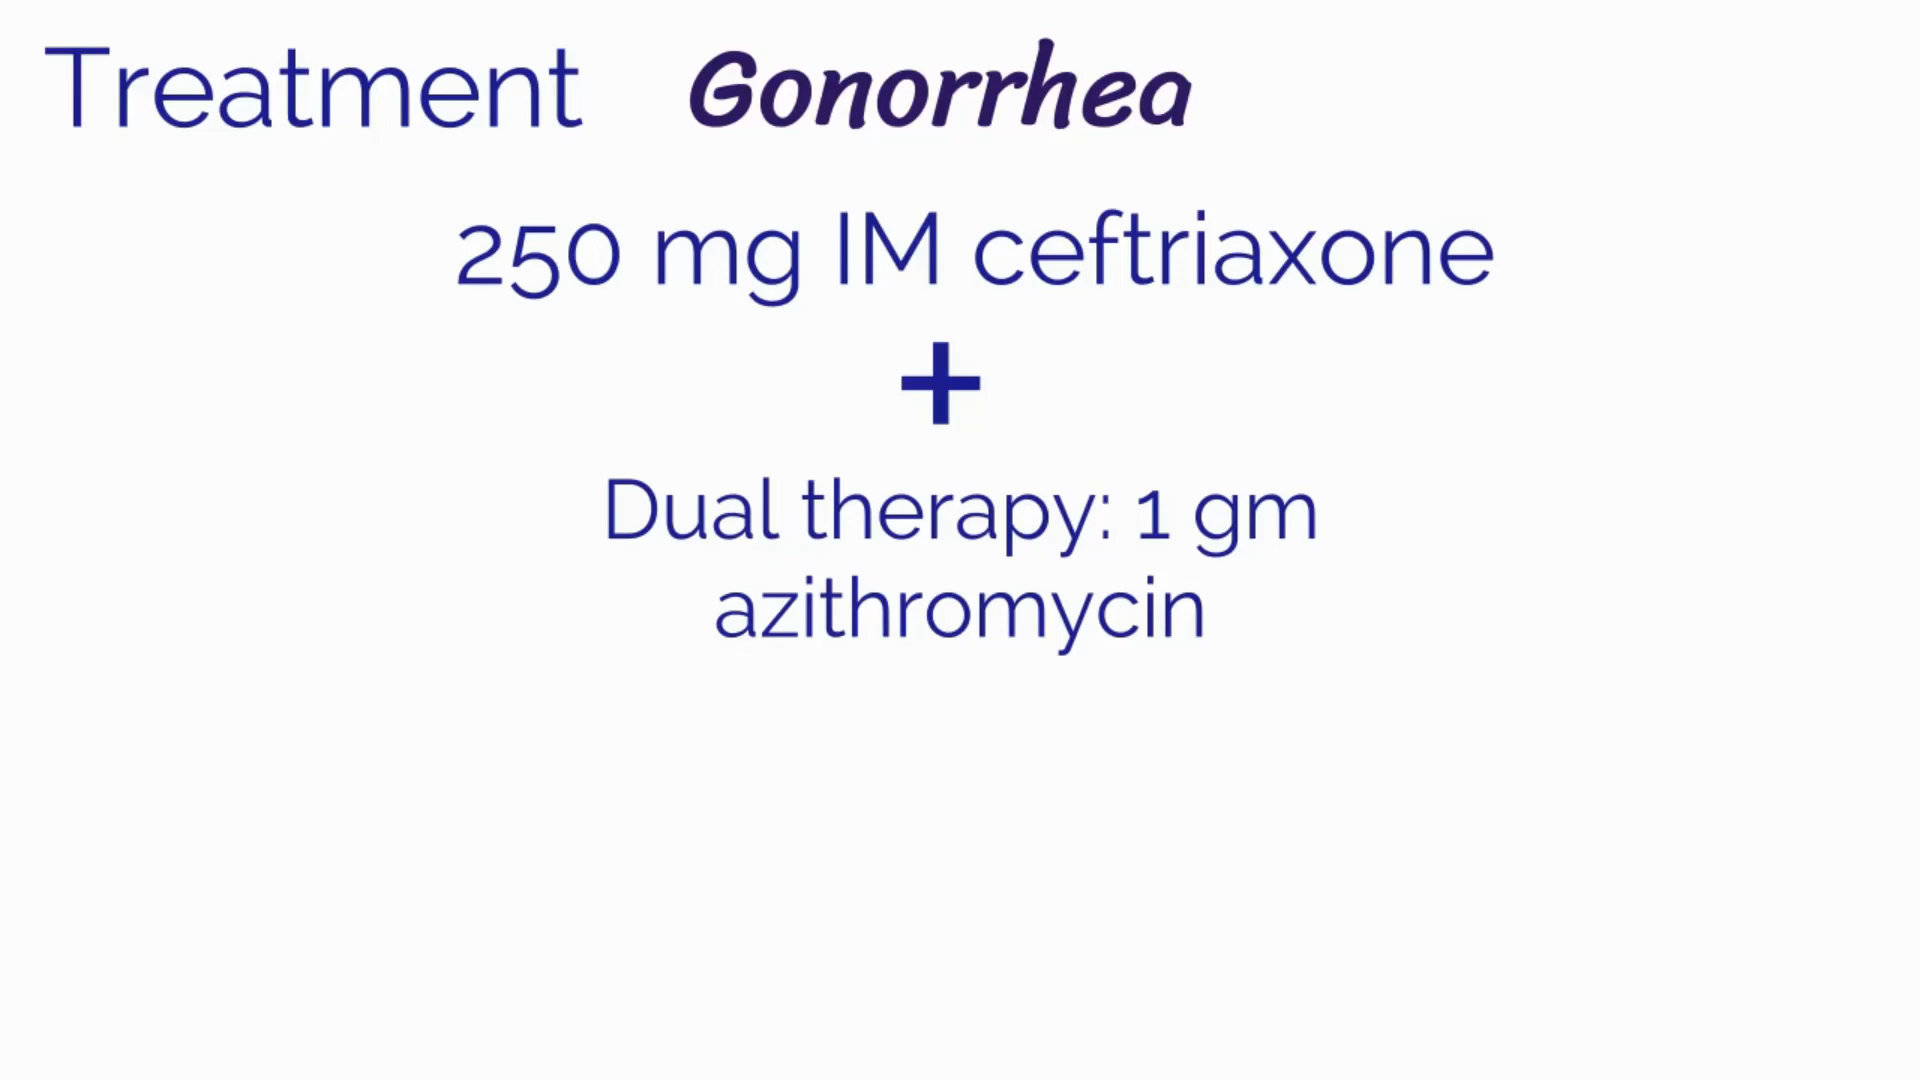 Treatment Gonorrhea
250 mg IM ceftriaxone
+
Dual therapy: 1 gm
azithromycin